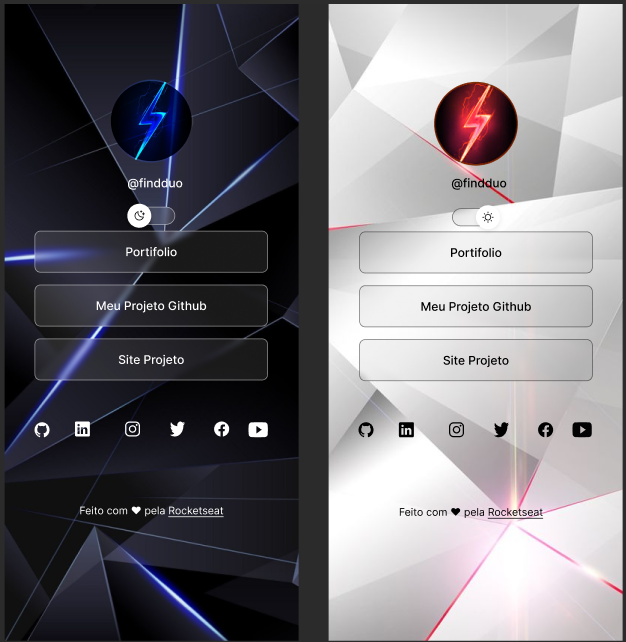 @findduo
Portifolio
Meu Projeto Github
Site Projeto
Feito com ♥ pela Rocketseat
@findduo
Portifolio
Meu Projeto Github
Site Projeto
Feito com ♥ pela Rocketseat